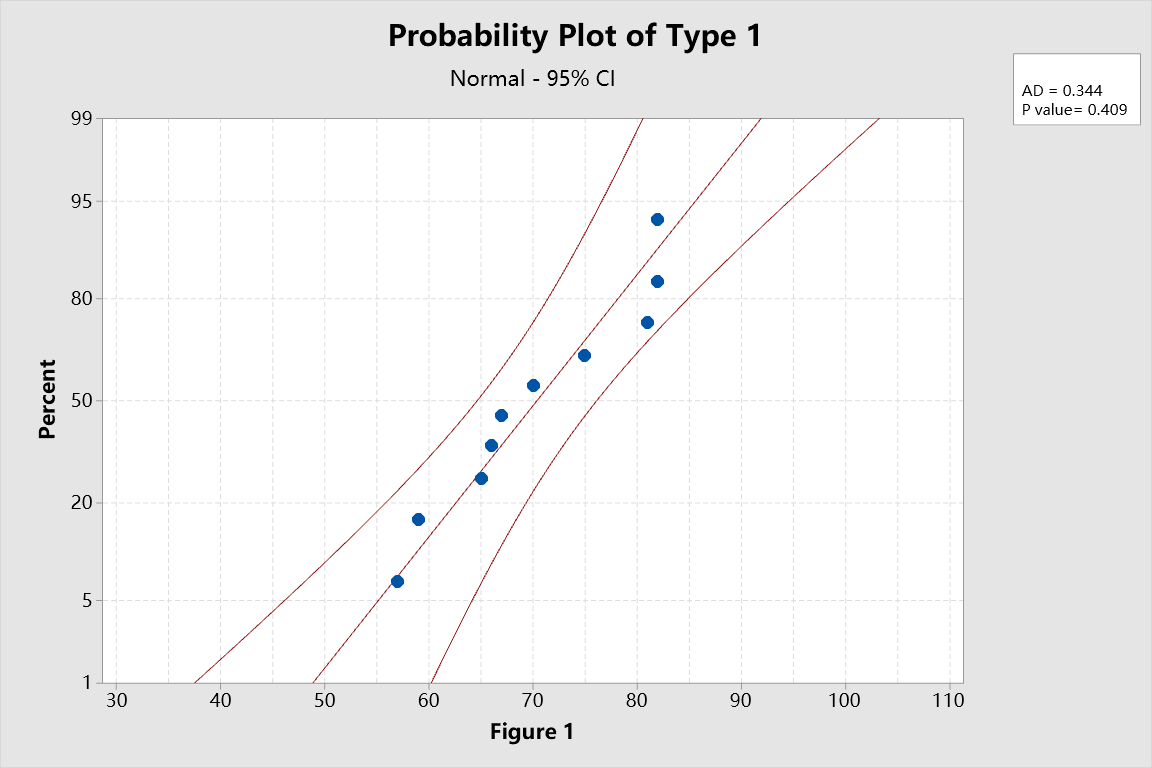 Probability Plot of Type 1
Normal - 95% CI
AD = 0.344
P value= 0.409
99
95
80
50
20
5
1
Percent
30 40 50 60 70 80 90 100 110
Figure 1